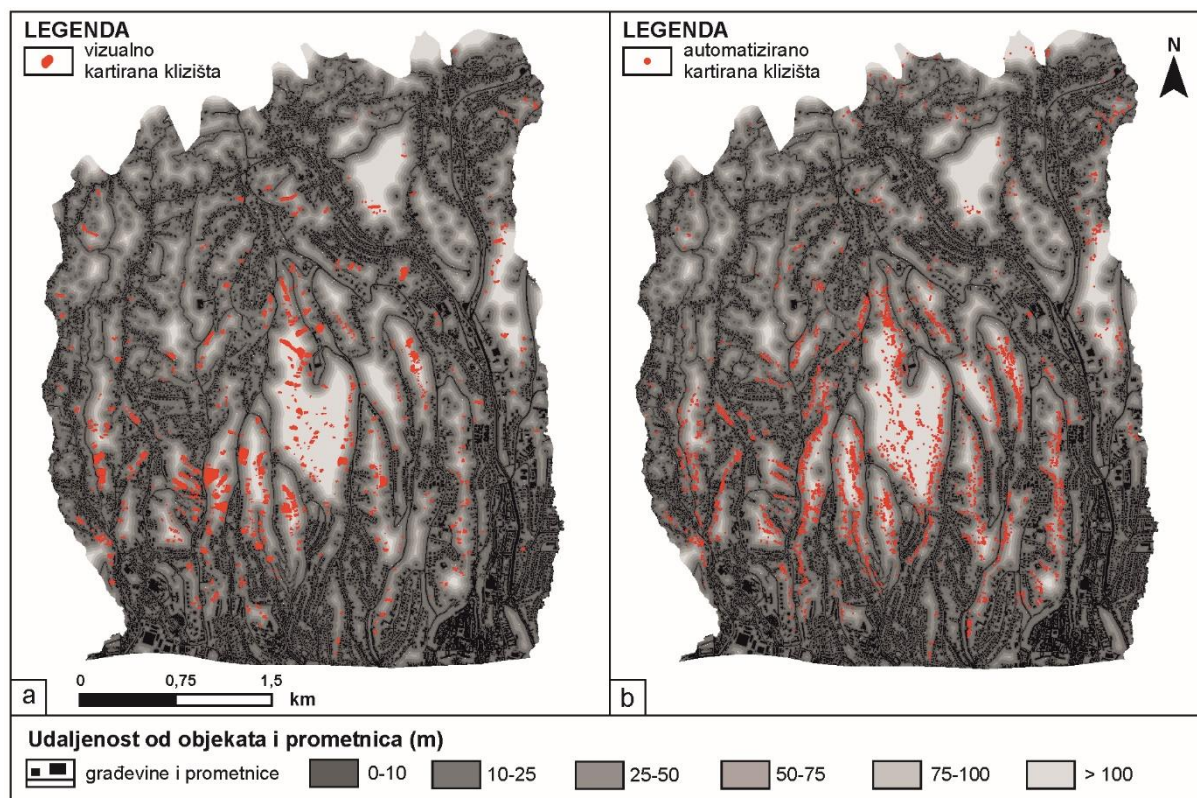 LEGENDA
vizualno
kartirana klizišta
LEGENDA
automatizirano
kartirana klizišta
N
a
0 0,75 1,5
km
b
Udaljenost od objekata i prometnica (m)
građevine i prometnice 0-10 10-25 25-50 50-75 75-100 > 100